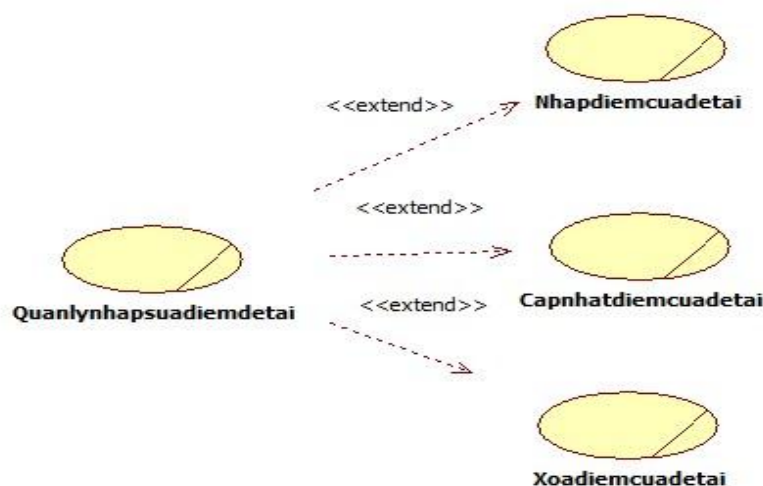 Nhapdiemcuadetai
<<extend>>
<<extend>>
Quanlynhapsuadiemdetai
Capnhatdiemcuadetai
<<extend>>
Xoadiemcuadetai